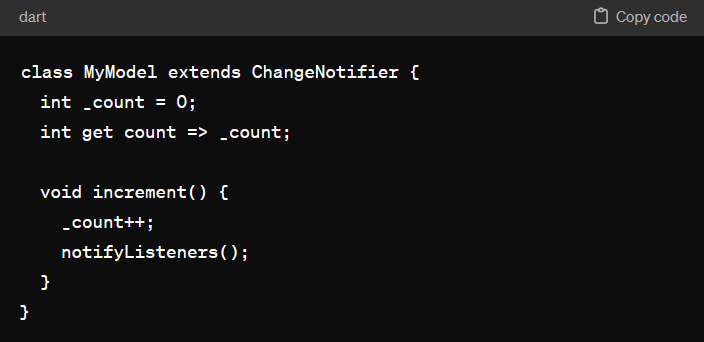 dart
Copy code
class MyModel extends ChangeNotifier {
  int _count = 0;
  int get count => _count;

  void increment() {
    _count++;
    notifyListeners();
  }
}